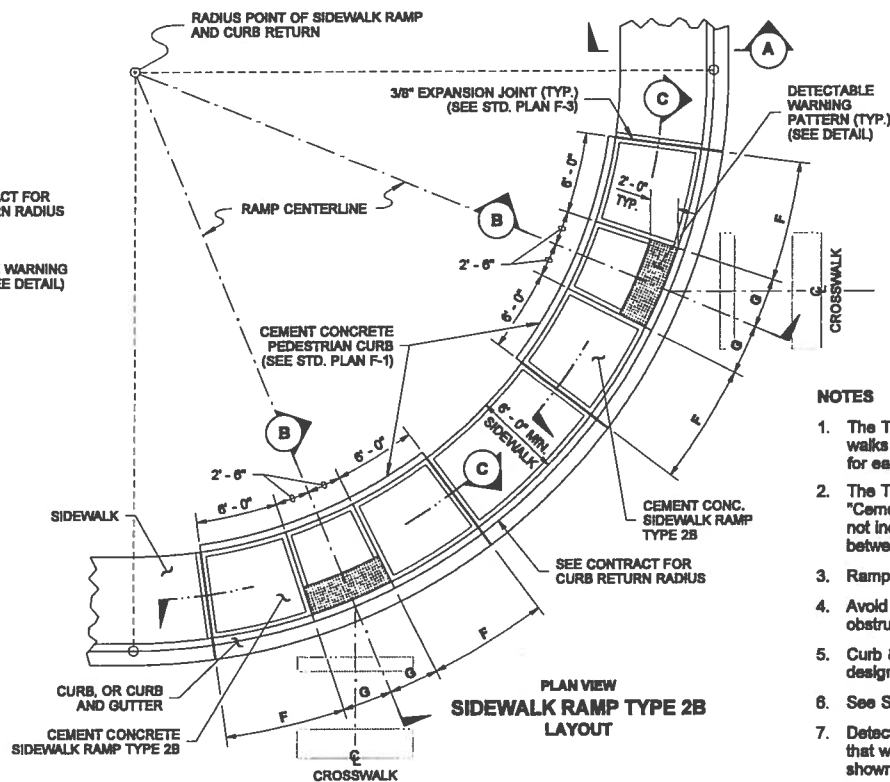 RADIUS POINT OF SIDEWALK RAMP
AND CURB RETURN
A
3/8" EXPANSION JOINT (TYP.)
(SEE STD. PLAN F-3)
C
DETECTABLE
WARNING
PATTERN (TYP.)
(SEE DETAIL)
FOR
RADIUS
WARNING
DETAIL)
RAMP CENTERLINE
6' - 0"
2' - 0"
TYP.
B
2' - 6"
6' - 0"
F
G
G
F
CL
CROSSWALK
CEMENT CONCRETE
PEDESTRIAN CURB
(SEE STD. PLAN F-1)
6' - 0" MIN.
SIDEWALK
B
C
2' - 6"
6' - 0"
6' - 0"
SIDEWALK
CEMENT CONC.
SIDEWALK RAMP
TYPE 2B
SEE CONTRACT FOR
CURB RETURN RADIUS
CURB, OR CURB
AND GUTTER
CEMENT CONCRETE
SIDEWALK RAMP TYPE 2B
F
G
G
F
CL
CROSSWALK
PLAN VIEW
SIDEWALK RAMP TYPE 2B
LAYOUT
NOTES
1. The
walks
for
2. The
"
not
betwe
3. Ramp
4. Avoid
obstru
5. Curb
design
6. See
7. Detec
that
shown